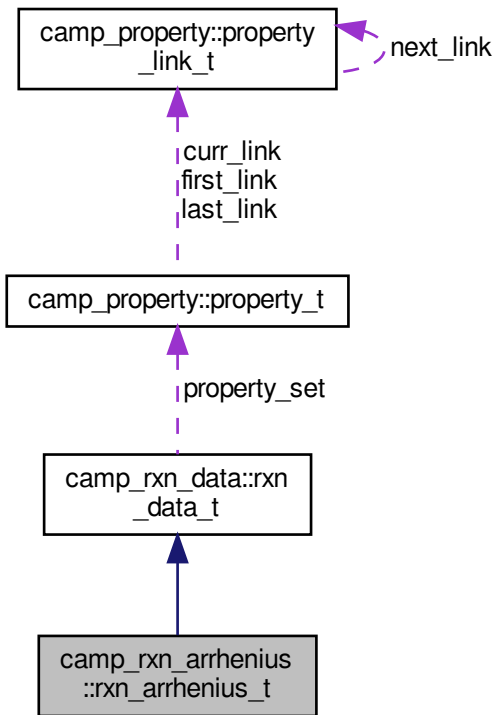 camp_property::property
_link_t
next_link
curr_link
first_link
last_link
camp_property::property_t
property_set
camp_rxn_data::rxn
_data_t
camp_rxn_arrhenius
::rxn_arrhenius_t